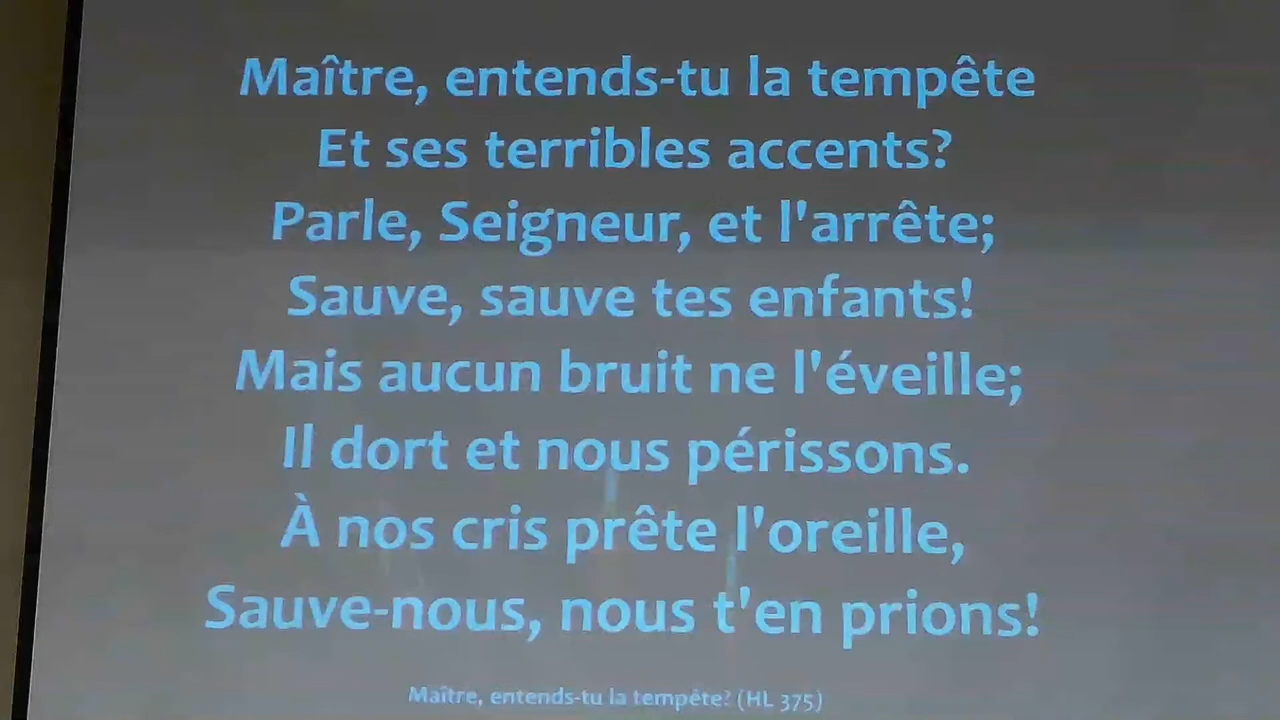 Maître, entends-tu la tempête
Et ses terribles accents?
Parle, Seigneur, et l'arrête;
Sauve, sauve tes enfants!
Mais aucun bruit ne l'éveille;
Il dort et nous périssons.
À nos cris prête l'oreille,
Sauve-nous, nous t'en prions!
Maître, entends-tu la tempête? (HL 375)